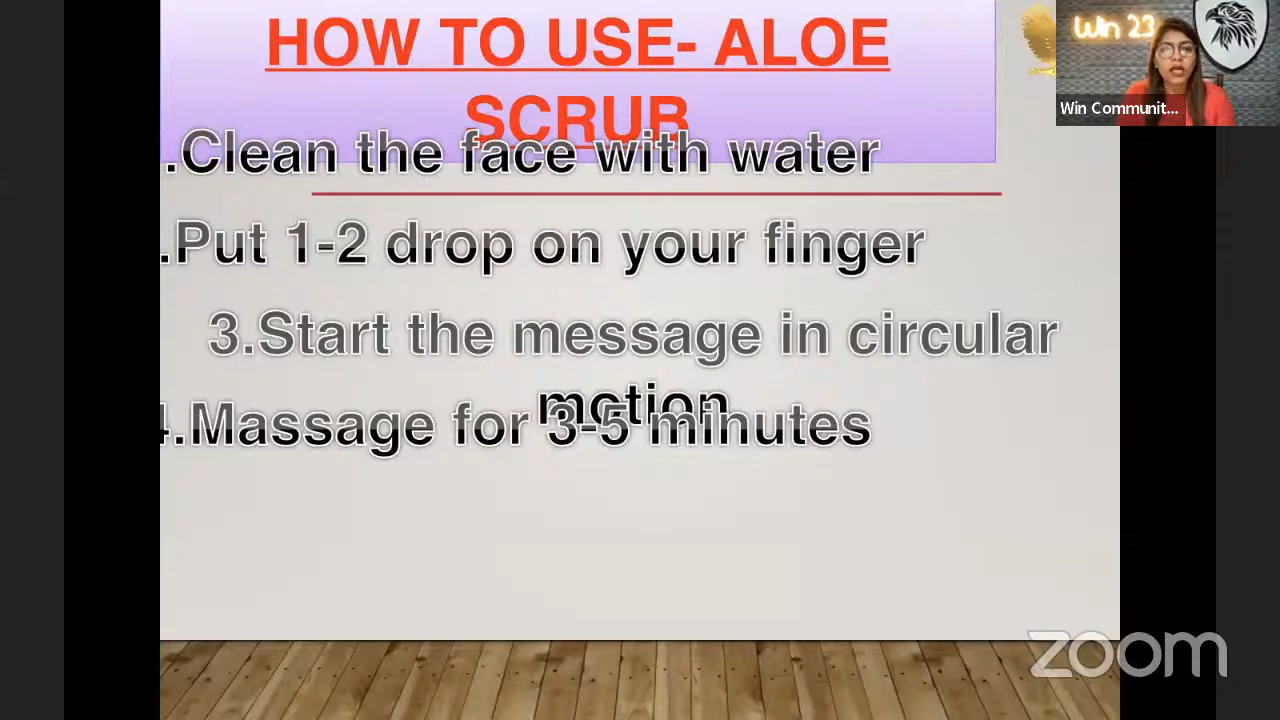 HOW TO USE- ALOE
SCRUB
.Clean the face with water
.Put 1-2 drop on your finger
3.Start the message in circular
motion
4.Massage for 3-5 minutes
Win 23
Win Communit...
zoom